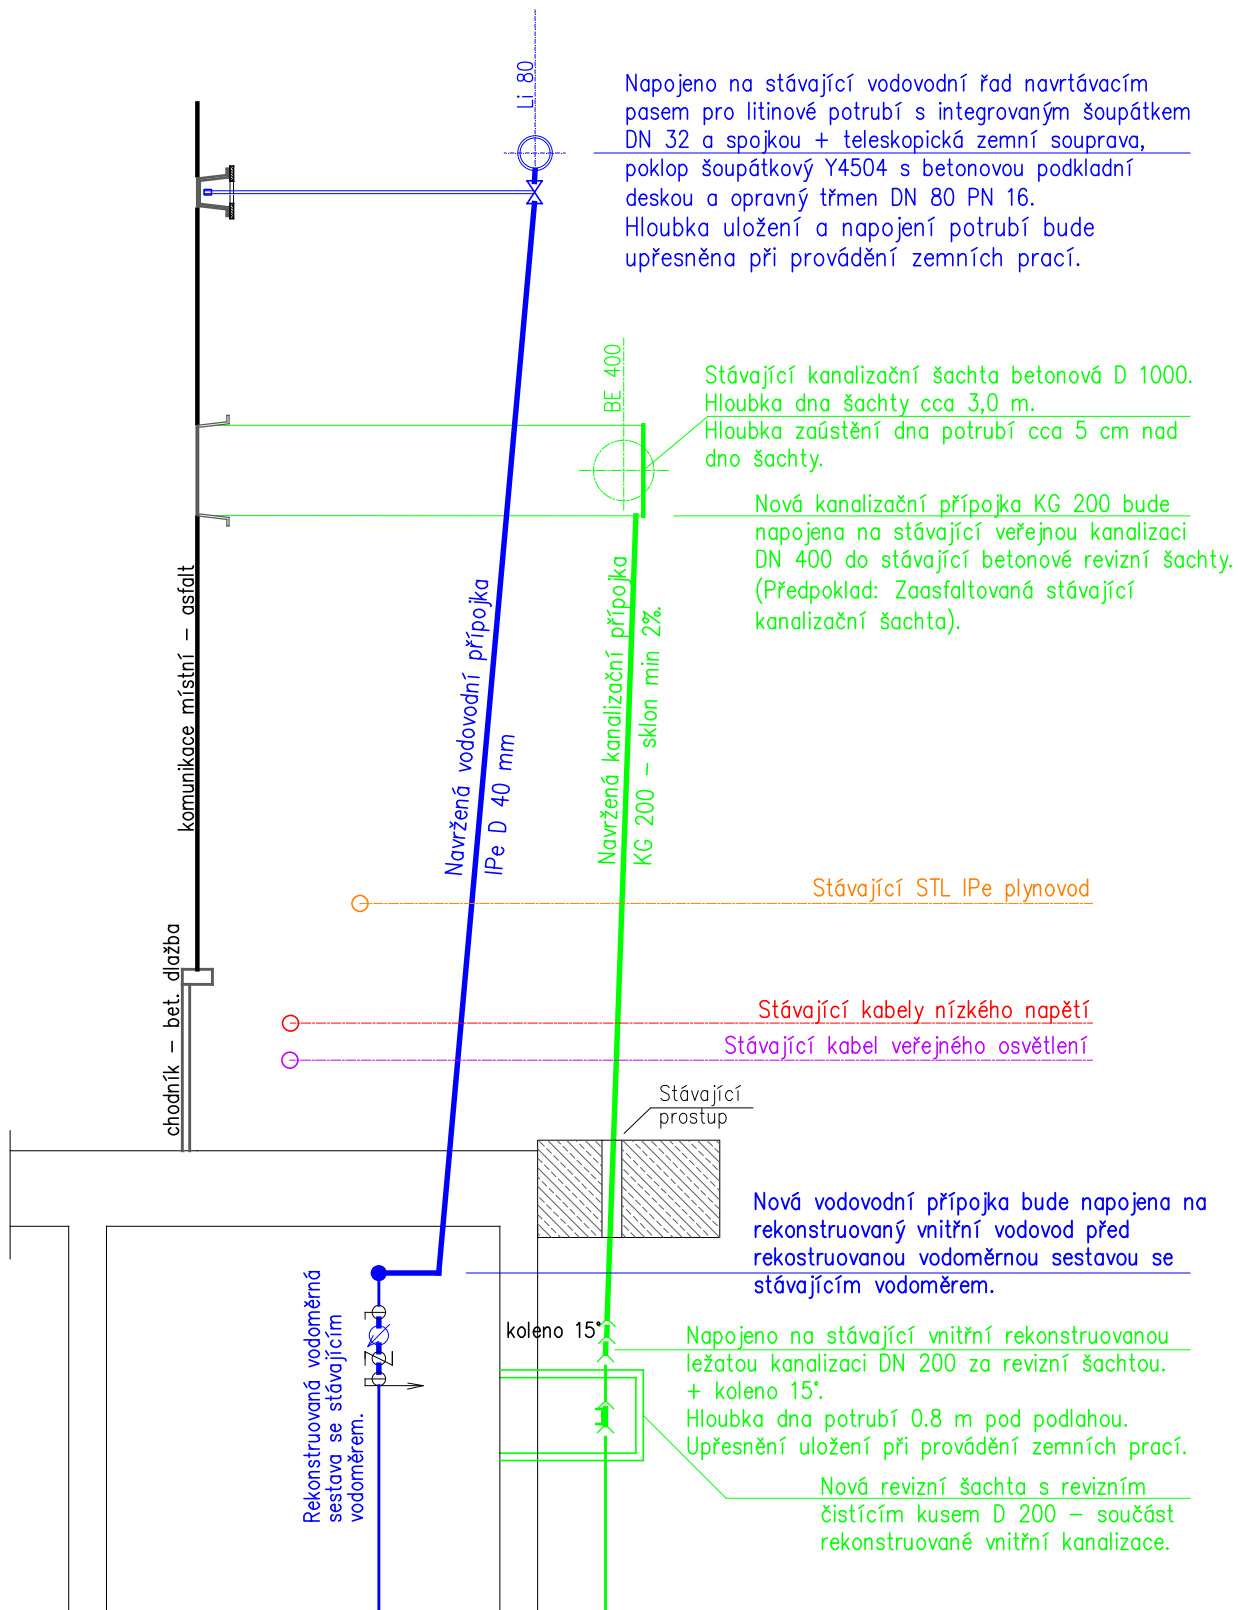 Li 80
Napojeno na stávající vodovodní řad navrtávacím
pasem pro litinové potrubí s integrovaným šoupátkem
DN 32 a spojkou + teleskopická zemní souprava,
poklop šoupátkový Y4504 s betonovou podkladní
deskou a opravný třmen DN 80 PN 16.
Hloubka uložení a napojení potrubí bude
upřesněna při provádění zemních prací.
BE 400
Stávající kanalizační šachta betonová D 1000.
Hloubka dna šachty cca 3,0 m.
Hloubka zaústění dna potrubí cca 5 cm nad
dno šachty.
Nová kanalizační přípojka KG 200 bude
napojena na stávající veřejnou kanalizaci
DN 400 do stávající betonové revizní šachty.
(Předpoklad: Zaasfaltovaná stávající
kanalizační šachta).
komunikace místní – asfalt
Navržená vodovodní přípojka
IPe D 40 mm
Navržená kanalizační přípojka
KG 200 – sklon min 2%.
Stávající STL IPe plynovod
chodník – bet. dlažba
Stávající kabely nízkého napětí
Stávající kabel veřejného osvětlení
Stávající
prostup
Nová vodovodní přípojka bude napojena na
rekonstruovaný vnitřní vodovod před
rekostruovanou vodoměrnou sestavou se
stávajícím vodoměrem.
Rekonstruovaná vodoměrná
sestava se stávajícím
vodoměrem.
koleno 15°
Napojeno na stávající vnitřní rekonstruovanou
ležatou kanalizaci DN 200 za revizní šachtou.
+ koleno 15°.
Hloubka dna potrubí 0.8 m pod podlahou.
Upřesnění uložení při provádění zemních prací.
Nová revizní šachta s revizním
čistícím kusem D 200 – součást
rekonstruované vnitřní kanalizace.